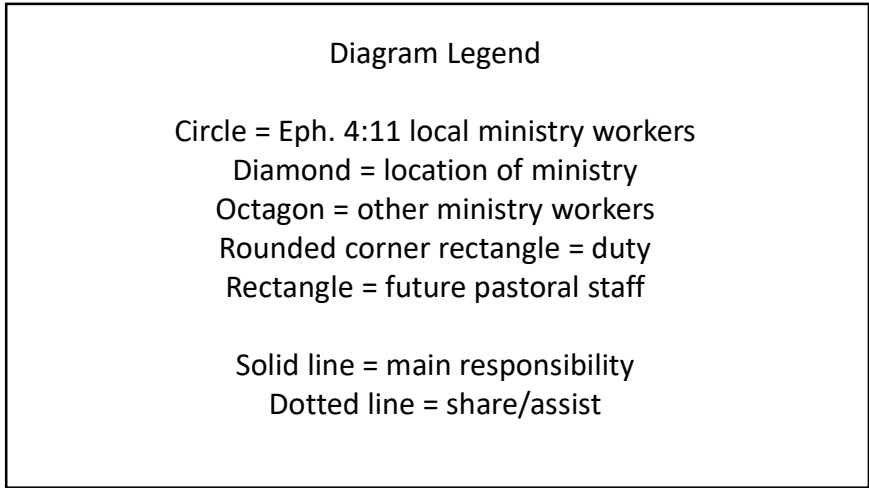 Diagram Legend
Circle = Eph. 4:11 local ministry workers
Diamond = location of ministry
Octagon = other ministry workers
Rounded corner rectangle = duty
Rectangle = future pastoral staff
Solid line = main responsibility
Dotted line = share/assist